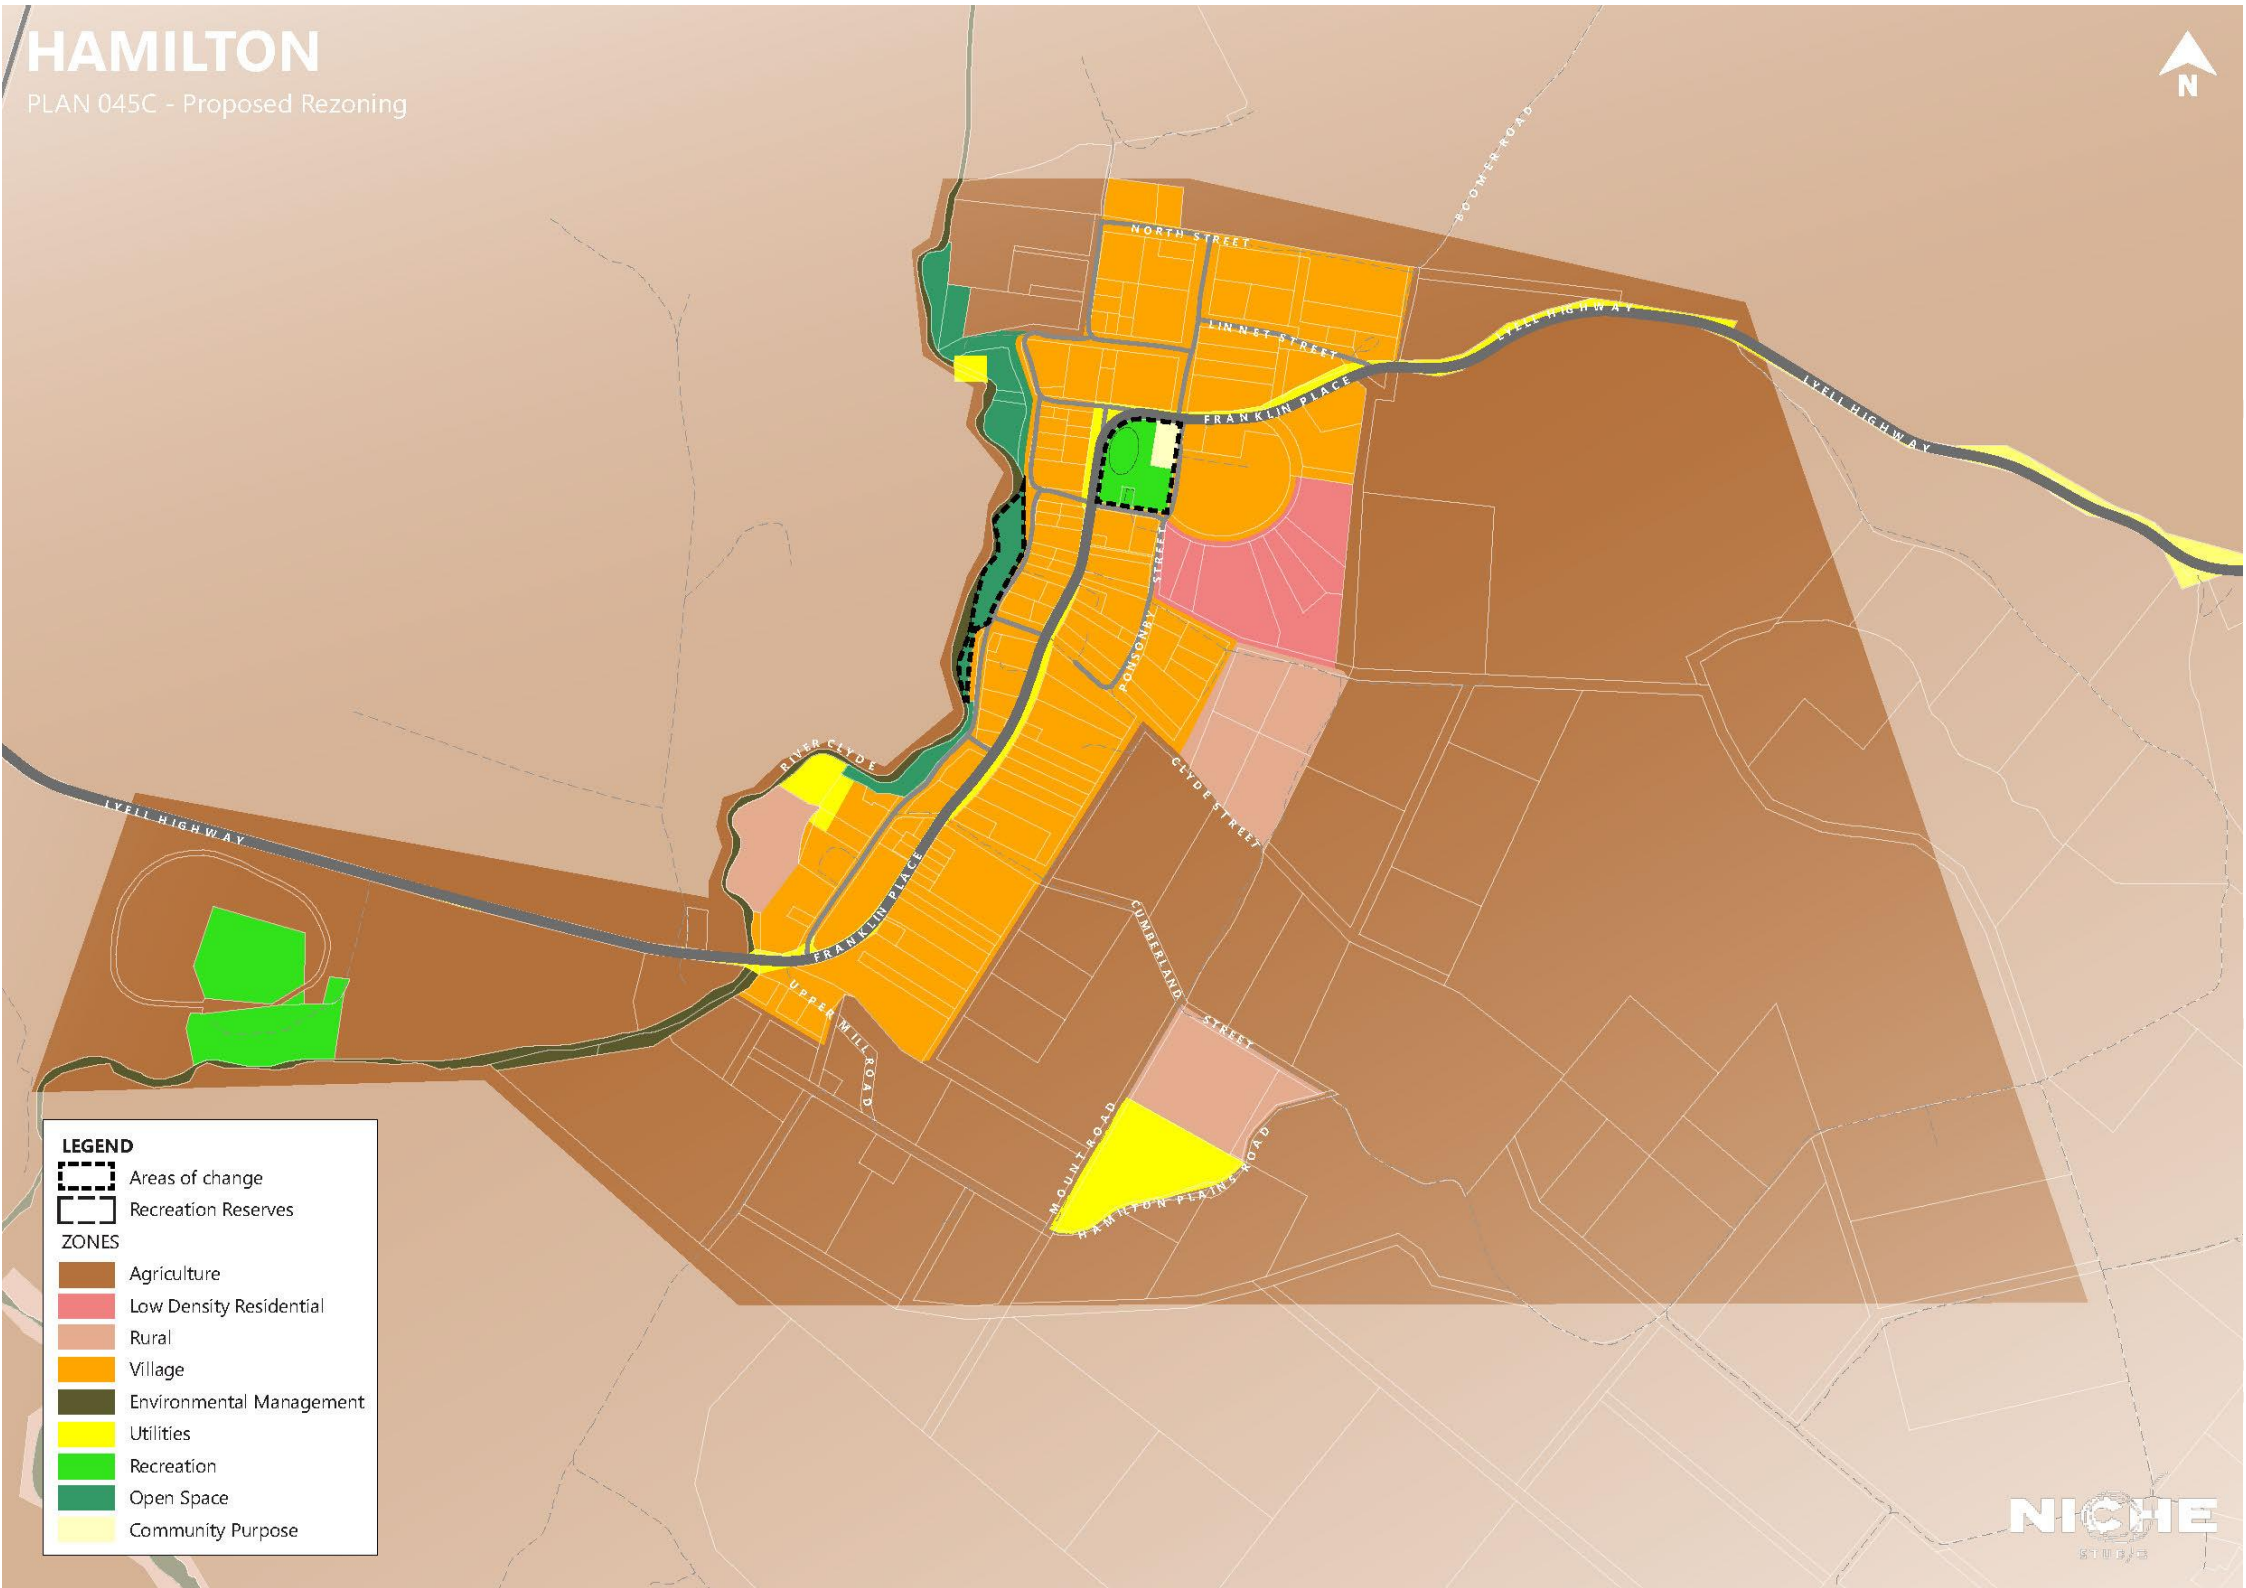 HAMILTON
PLAN 045C - Proposed Rezoning
N
BOOMER ROAD
NORTH STREET
LINNET STREET
LYELL HIGHWAY
FRANKLIN PLACE
LYELL HIGHWAY
PONSONBY STREET
RIVER CLYDE
CLYDE STREET
LYELL HIGHWAY
FRANKLIN PLACE
CUMBERLAND STREET
UPPER MILL ROAD
MOUNT ROAD
HAMILTON PLAINS ROAD
LEGEND
Areas of change
Recreation Reserves
ZONES
Agriculture
Low Density Residential
Rural
Village
Environmental Management
Utilities
Recreation
Open Space
Community Purpose
NICHE
STUDIO